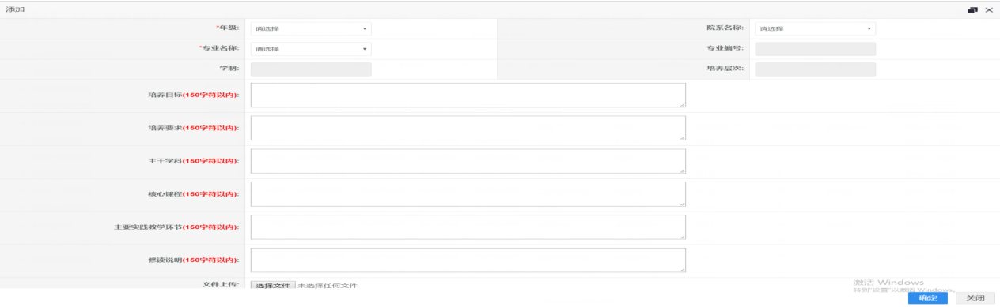 添加
*年级: 请选择 院系名称: 请选择
*专业名称: 请选择 专业编号:
学制: 培养层次:
培养目标(150字符以内):
培养要求(150字符以内):
主干学科(150字符以内):
核心课程(150字符以内):
主要实践教学环节(150字符以内):
修读说明(150字符以内):
文件上传: 选择文件 未选择任何文件
激活 Windows
转到"设置"以激活 Windows。
确定 关闭